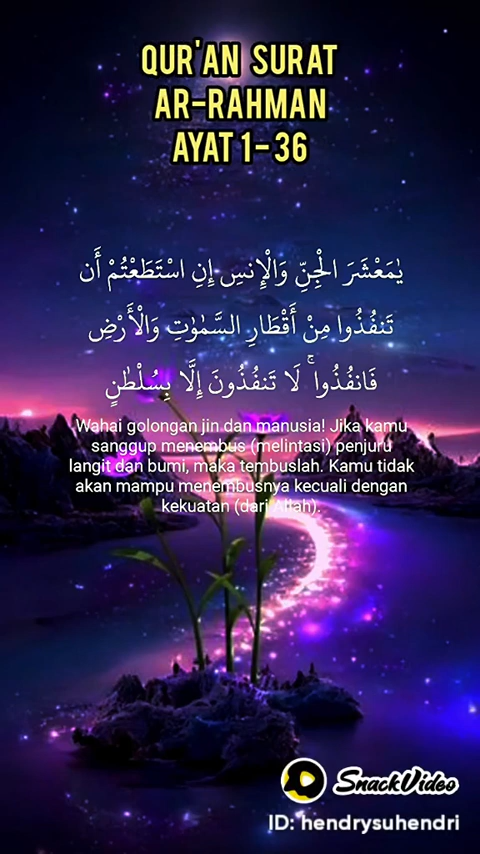 QUR'AN SURAT
AR-RAHMAN
AYAT 1-36
يٰمَعْشَرَ الْجِنِّ وَالْإِنسِ إِنِ اسْتَطَعْتُمْ أَن
تَنفُذُوا مِنْ أَقْطَارِ السَّمٰوٰتِ وَالْأَرْضِ
فَانفُذُوا ۚ لَا تَنفُذُونَ إِلَّا بِسُلْطٰنٍ
Wahai golongan jin dan manusia! Jika kamu
sanggup menembus (melintasi) penjuru
langit dan bumi, maka tembuslah. Kamu tidak
akan mampu menembusnya kecuali dengan
kekuatan (dari Allah).
SnackVideo
ID: hendrysuhendri